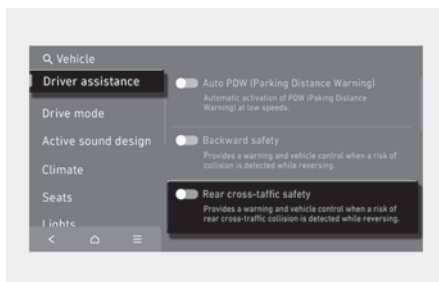 Vehicle
Driver assistance
Drive mode
Active sound design
Climate
Seats
Lights
Auto PDW (Parking Distance Warning)
Automatic activation of PDW (Paking Distance
Warning) at low speeds.
Backward safety
Provides a warning and vehicle control when a risk of
collision is detected while reversing.
Rear cross-taffic safety
Provides a warning and vehicle control when a risk of
rear cross-traffic collision is detected while reversing.